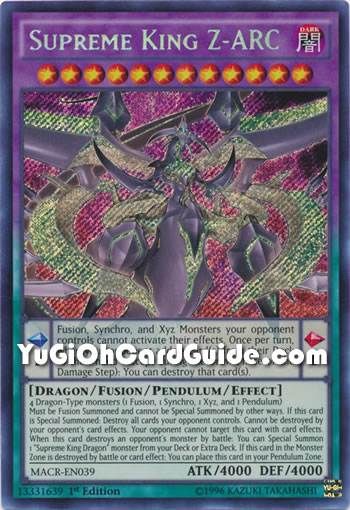 SUPREME KING Z-ARC
DARK
闇
Fusion, Synchro, and Xyz Monsters your opponent
controls cannot activate their effects. Once per turn,
YuGiOhCardGuide.com
Damage Step): You can destroy that card(s).
[DRAGON/FUSION/PENDULUM/EFFECT]
4 Dragon-Type monsters (1 Fusion, 1 Synchro, 1 Xyz, and 1 Pendulum)
Must be Fusion Summoned and cannot be Special Summoned by other ways. If this card is
Special Summoned: Destroy all cards your opponent controls. Cannot be destroyed by
your opponent's card effects. Your opponent cannot target this card with card effects.
When this card destroys an opponent's monster by battle: You can Special Summon
1 "Supreme King Dragon" monster from your Deck or Extra Deck. If this card in the Monster
Zone is destroyed by battle or card effect: You can place this card in your Pendulum Zone.
MACR-EN039
ATK/4000 DEF/4000
13331639
1st Edition
©1996 KAZUKI TAKAHASHI